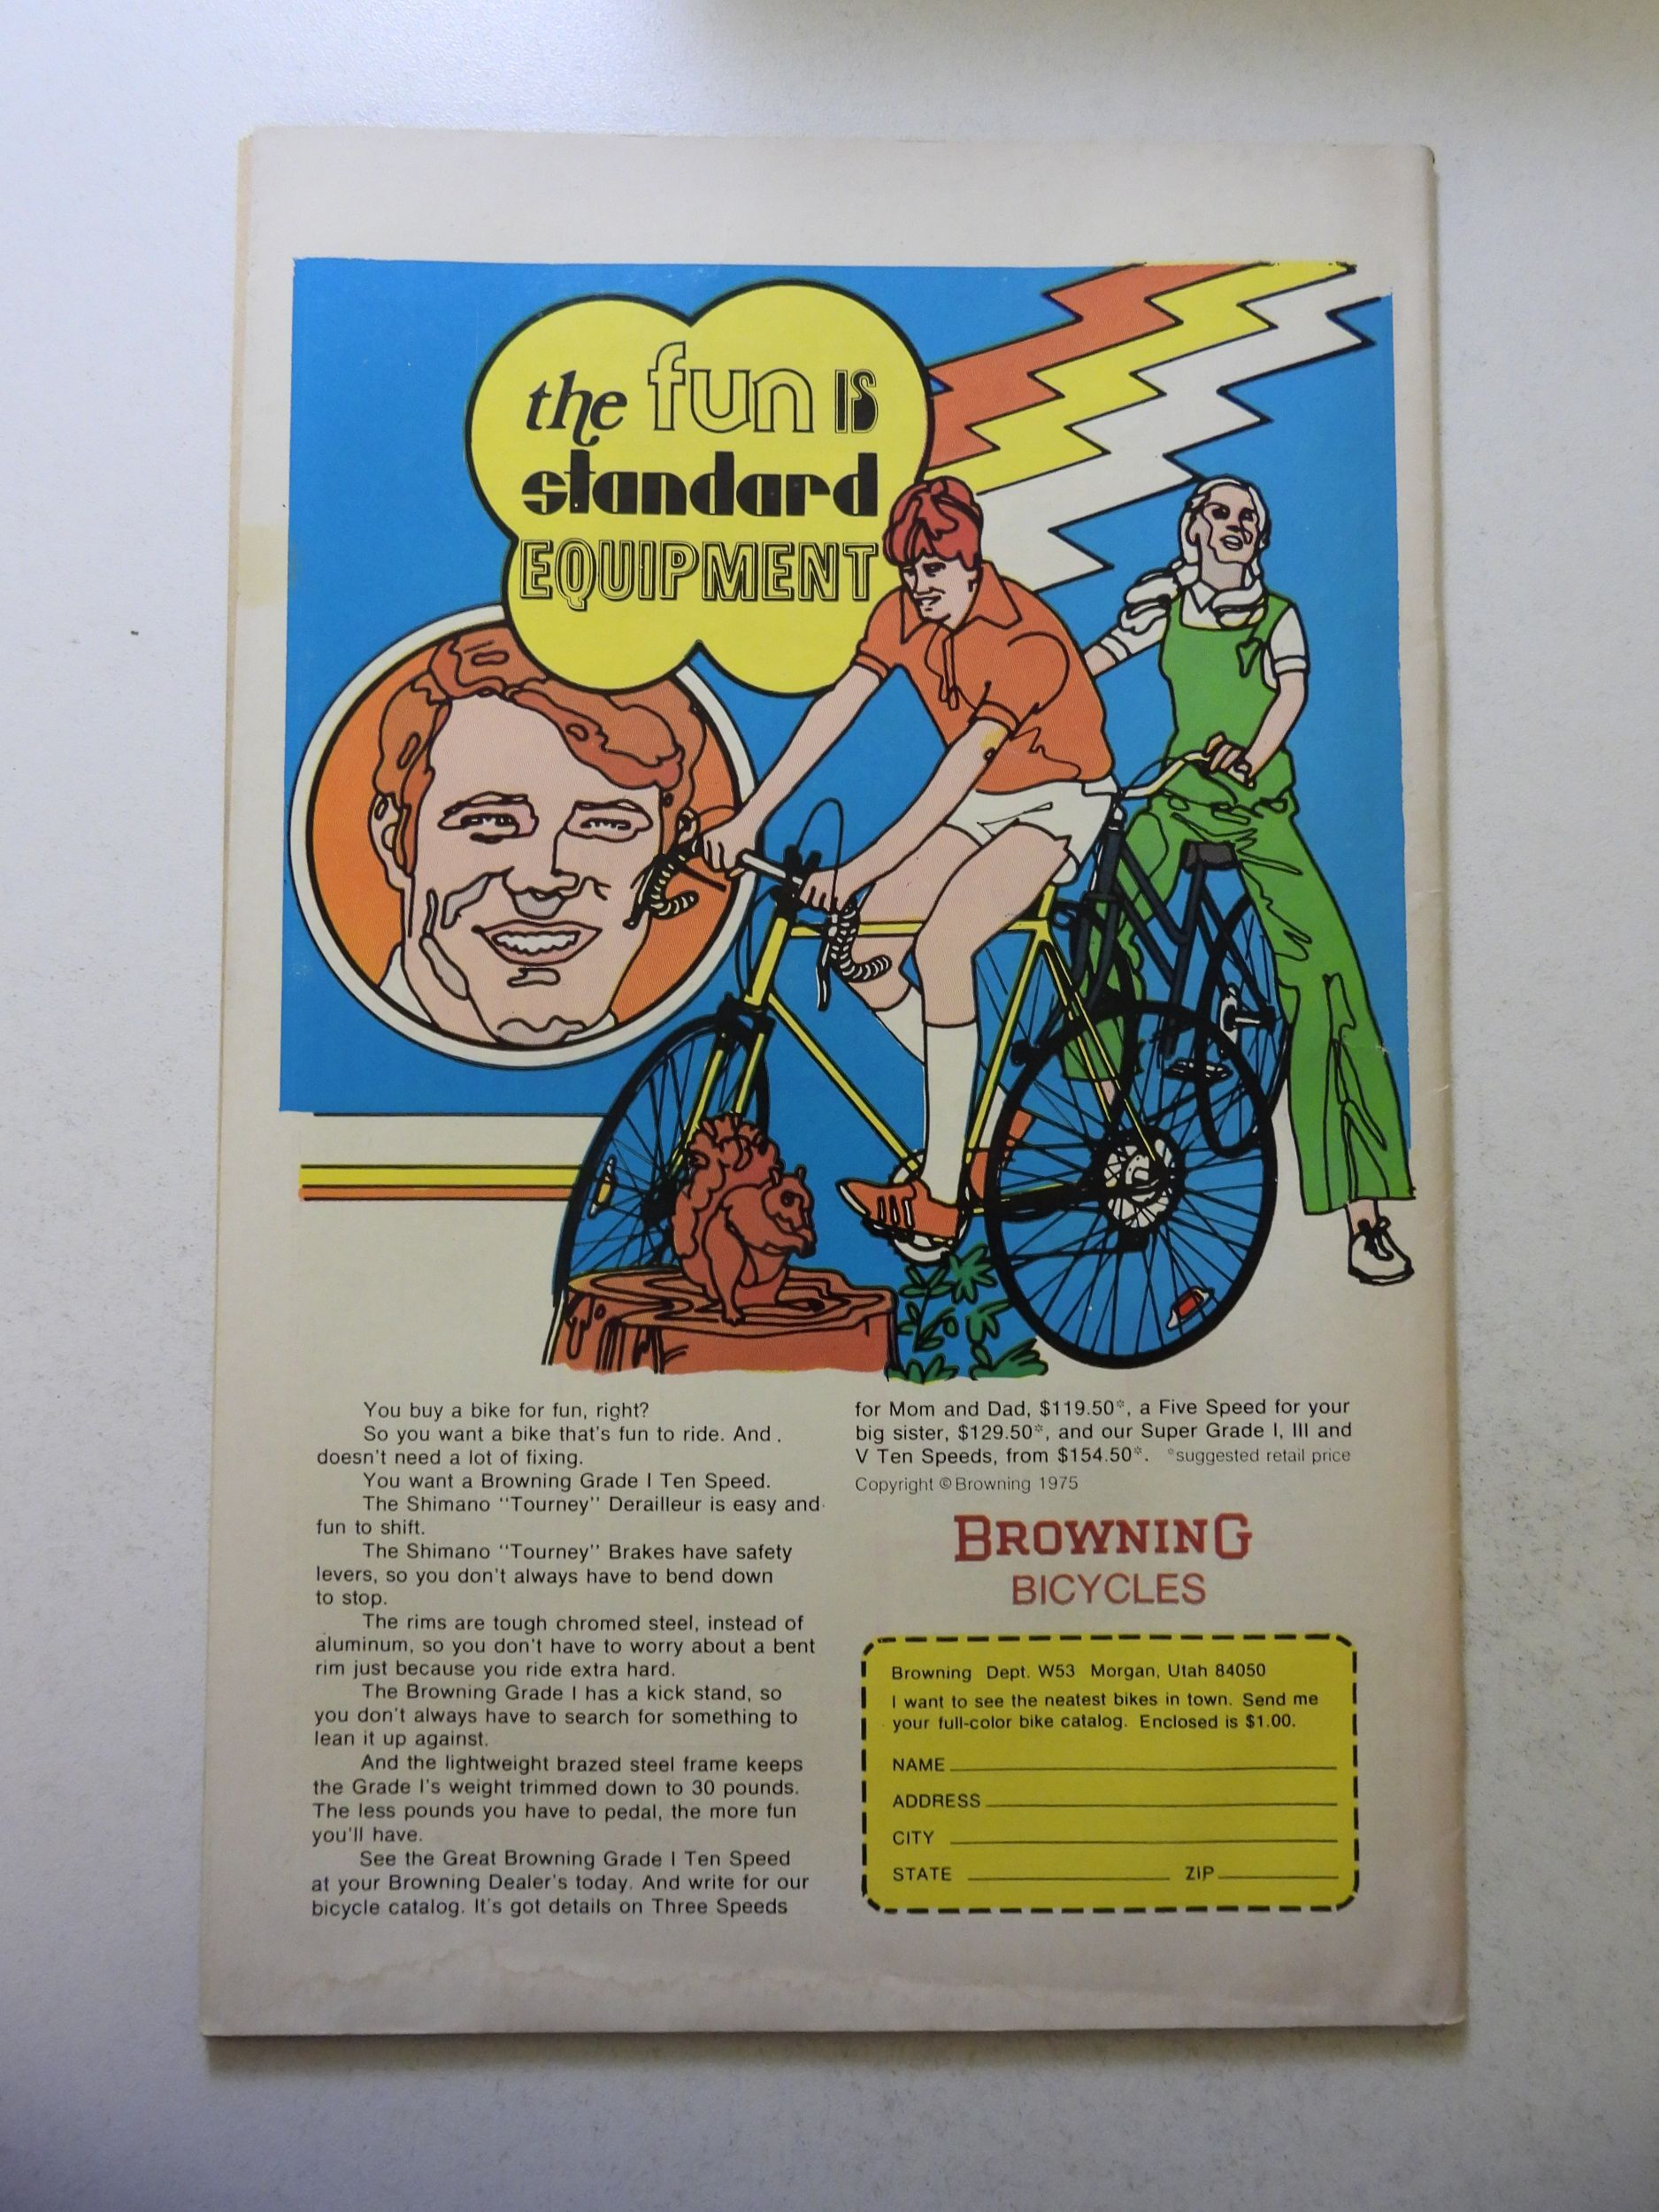 the fun IS
standard
EQUIPMENT
You buy a bike for fun, right?
So you want a bike that's fun to ride. And
doesn't need a lot of fixing.
You want a Browning Grade I Ten Speed.
The Shimano "Tourney" Derailleur is easy and
fun to shift.
The Shimano "Tourney" Brakes have safety
levers, so you don't always have to bend down
to stop.
The rims are tough chromed steel, instead of
aluminum, so you don't have to worry about a bent
rim just because you ride extra hard.
The Browning Grade I has a kick stand, so
you don't always have to search for something to
lean it up against.
And the lightweight brazed steel frame keeps
the Grade I's weight trimmed down to 30 pounds.
The less pounds you have to pedal, the more fun
you'll have.
See the Great Browning Grade I Ten Speed
at your Browning Dealer's today. And write for our
bicycle catalog. It's got details on Three Speeds
for Mom and Dad, $119.50*, a Five Speed for your
big sister, $129.50*, and our Super Grade I, III and
V Ten Speeds, from $154.50*. *suggested retail price
Copyright © Browning 1975
BROWNING
BICYCLES
Browning Dept. W53 Morgan, Utah 84050
I want to see the neatest bikes in town. Send me
your full-color bike catalog. Enclosed is $1.00.
NAME
ADDRESS
CITY
STATE ZIP